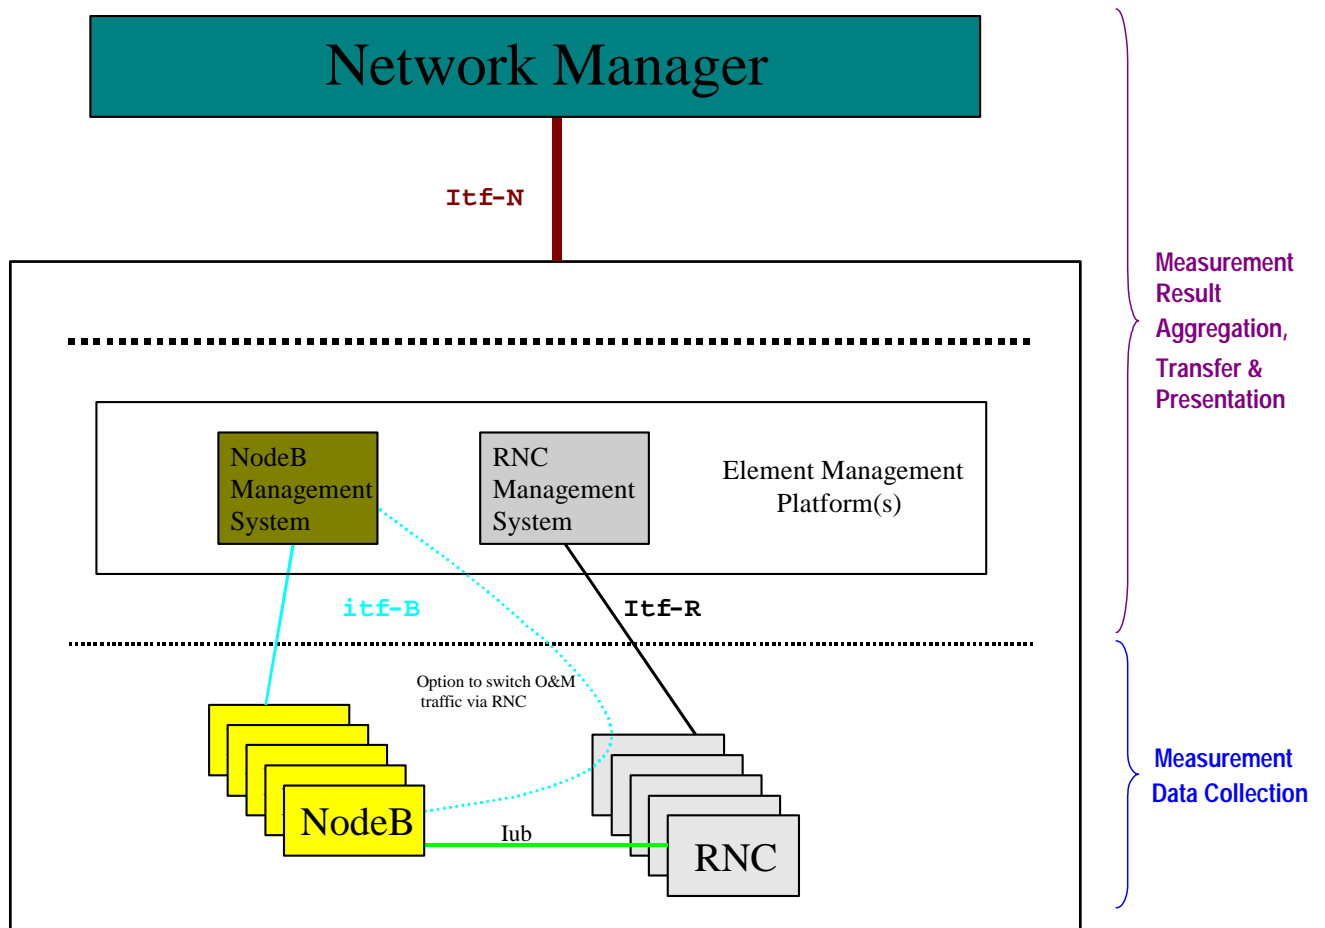 Network Manager
Itf-N
Measurement
Result
Aggregation,
Transfer &
Presentation
NodeB
Management
System
RNC
Management
System
Element Management
Platform(s)
itf-B
Itf-R
Option to switch O&M
traffic via RNC
Measurement
Data Collection
NodeB
Iub
RNC